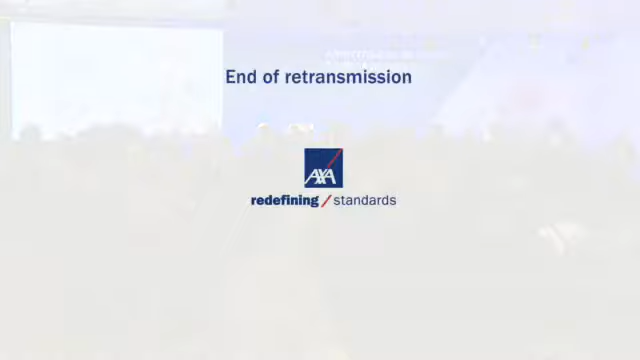 End of retransmission
AXA
redefining / standards